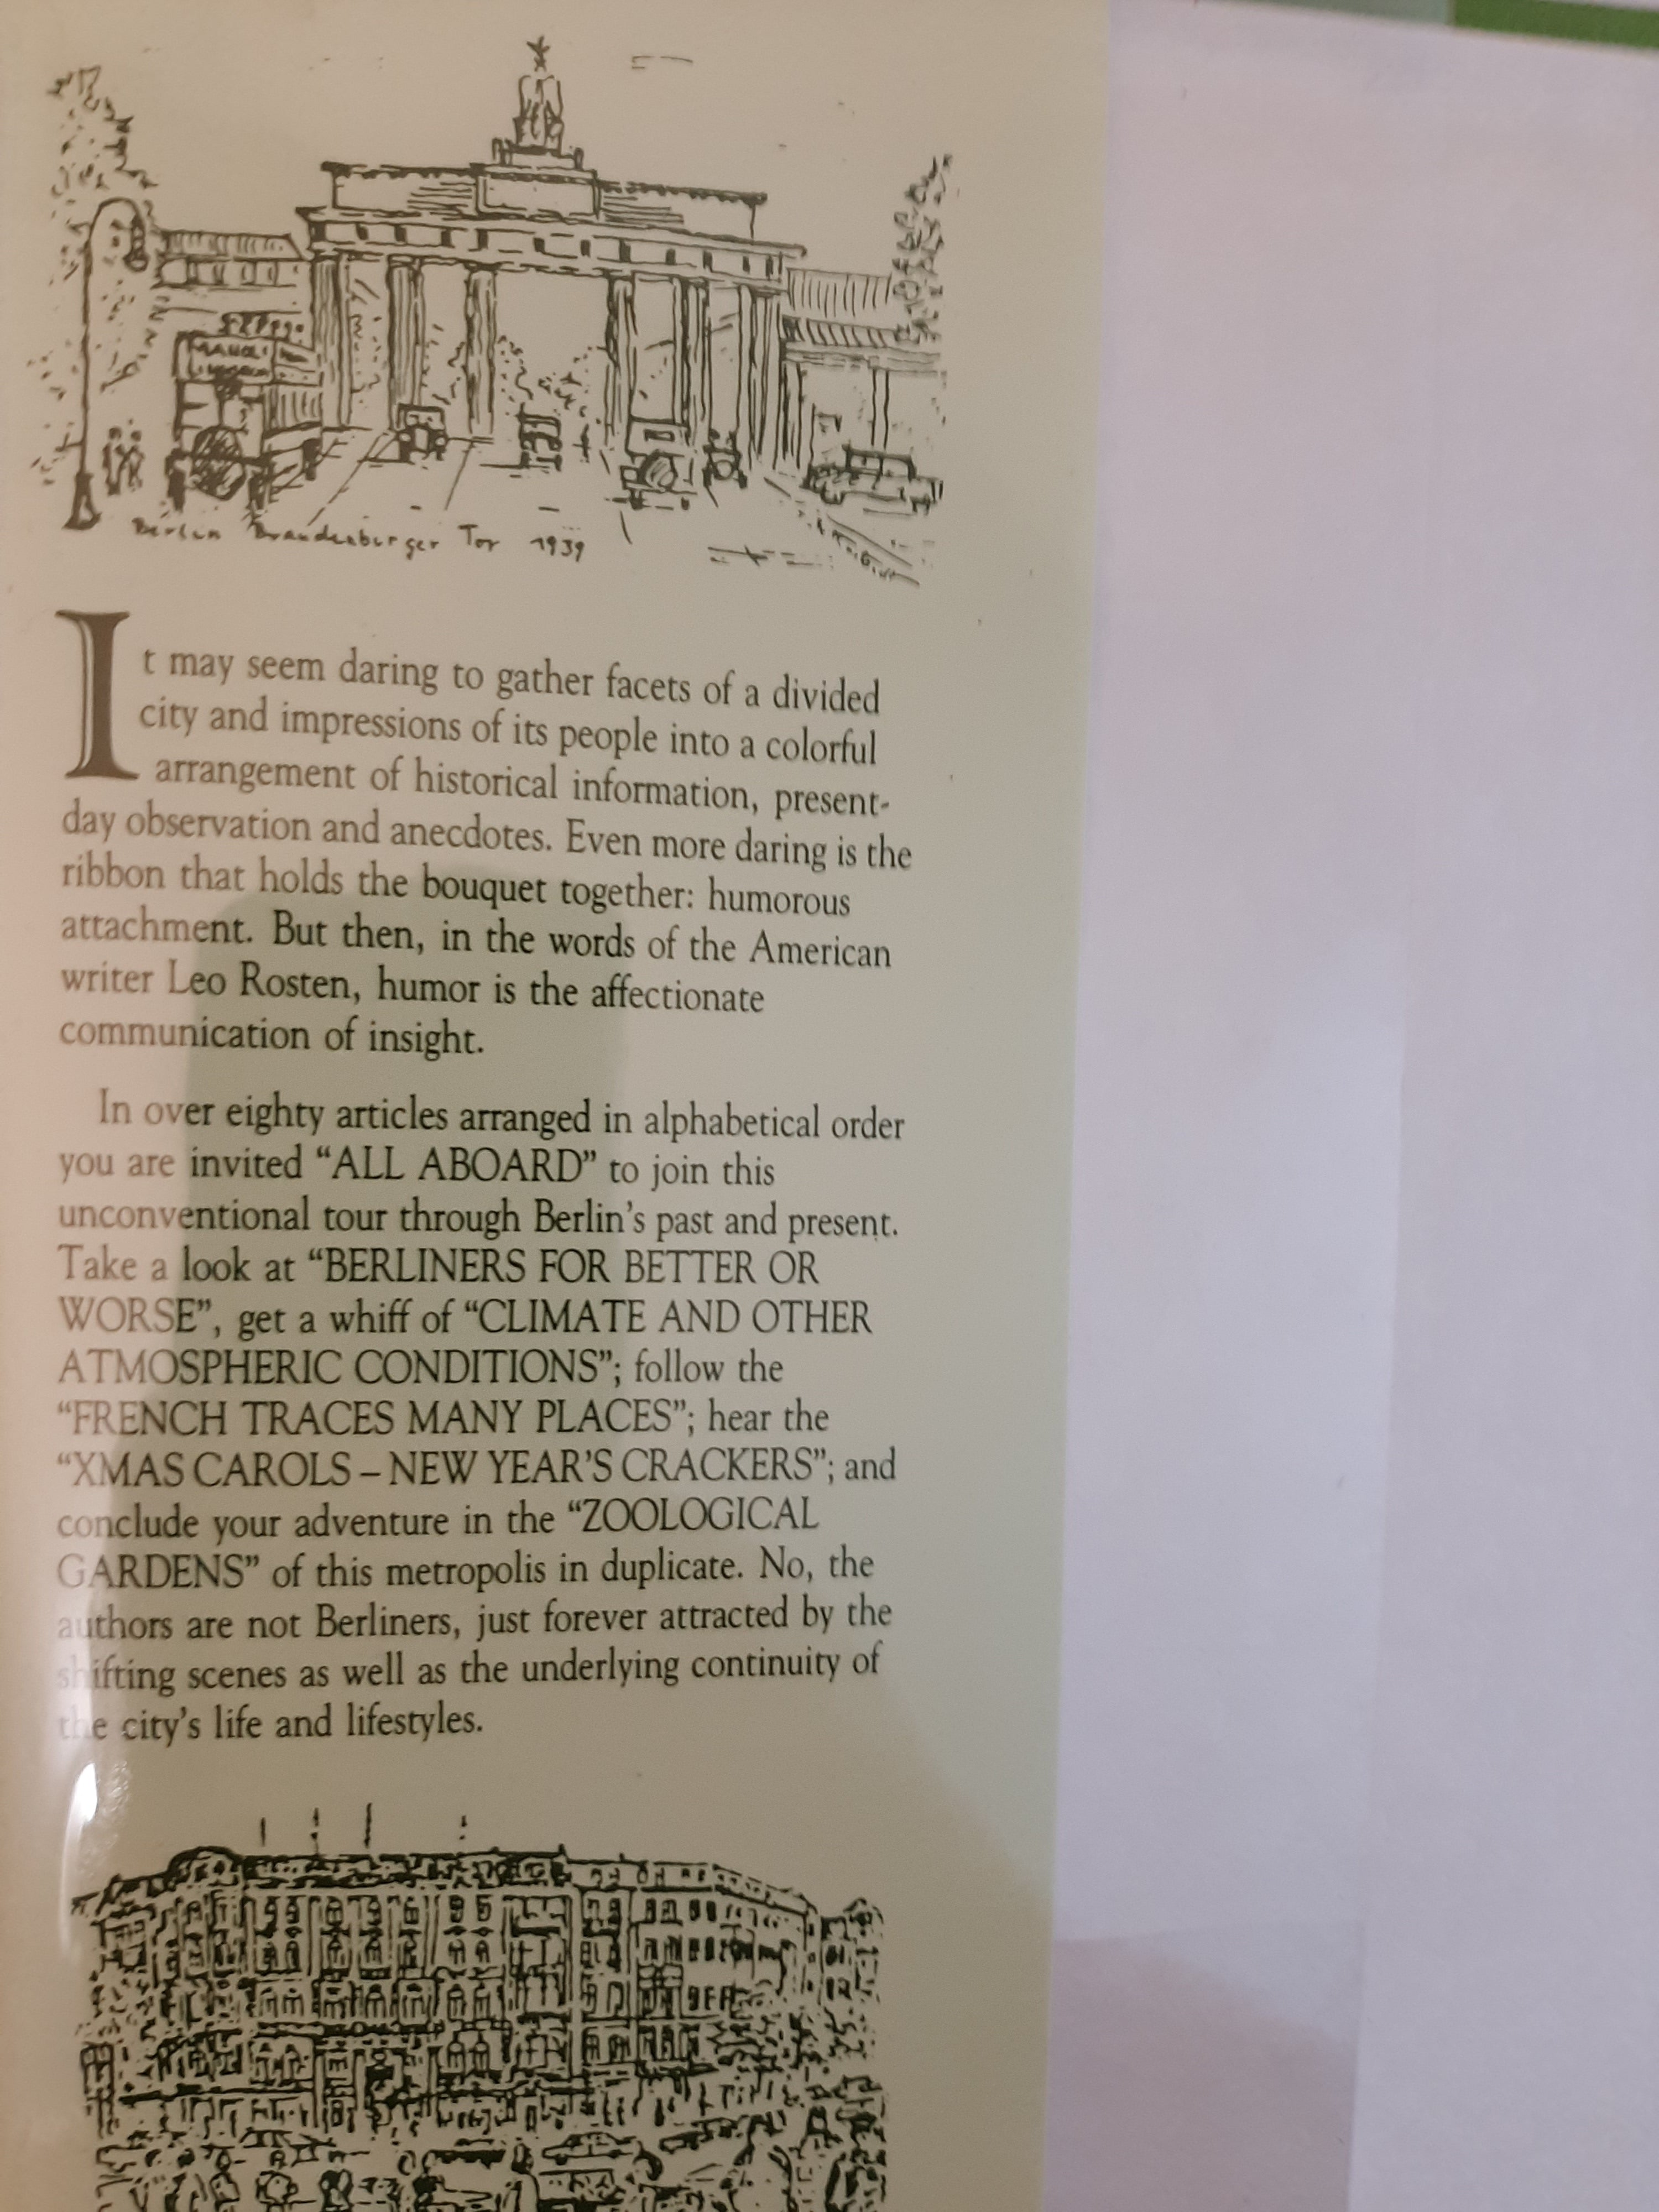 Berlin Brandenburger Tor 1939
It may seem daring to gather facets of a divided
city and impressions of its people into a colorful
arrangement of historical information, present-
day observation and anecdotes. Even more daring is the
ribbon that holds the bouquet together: humorous
attachment. But then, in the words of the American
writer Leo Rosten, humor is the affectionate
communication of insight.
In over eighty articles arranged in alphabetical order
you are invited “ALL ABOARD” to join this
unconventional tour through Berlin’s past and present.
Take a look at “BERLINERS FOR BETTER OR
WORSE”, get a whiff of “CLIMATE AND OTHER
ATMOSPHERIC CONDITIONS”; follow the
“FRENCH TRACES MANY PLACES”; hear the
“XMAS CAROLS – NEW YEAR’S CRACKERS”; and
conclude your adventure in the “ZOOLOGICAL
GARDENS” of this metropolis in duplicate. No, the
authors are not Berliners, just forever attracted by the
shifting scenes as well as the underlying continuity of
the city’s life and lifestyles.